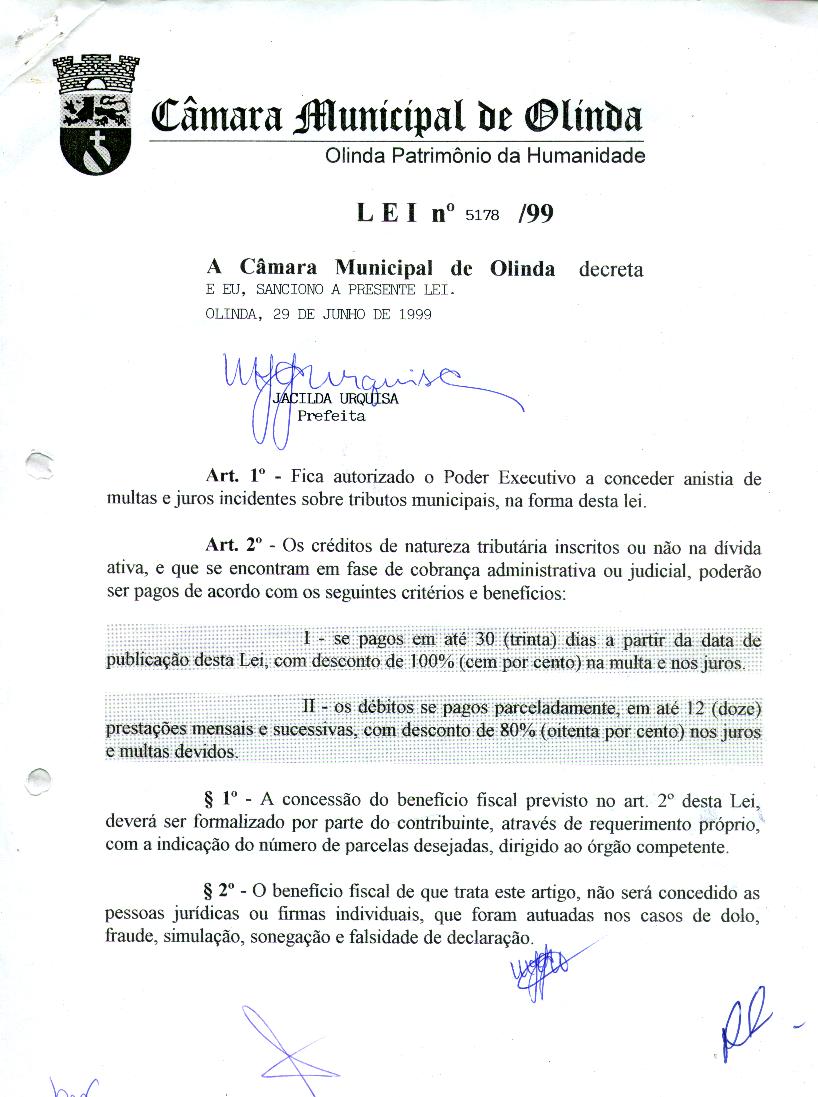 Câmara Municipal de Olinda
Olinda Patrimônio da Humanidade
LEI nº 5178 /99
A Câmara Municipal de Olinda decreta
E EU, SANCIONO A PRESENTE LEI.
OLINDA, 29 DE JUNHO DE 1999
JACILDA URQUISA
Prefeita
Art. 1º - Fica autorizado o Poder Executivo a conceder anistia de
multas e juros incidentes sobre tributos municipais, na forma desta lei.
Art. 2º - Os créditos de natureza tributária inscritos ou não na dívida
ativa, e que se encontram em fase de cobrança administrativa ou judicial, poderão
ser pagos de acordo com os seguintes critérios e benefícios:
I - se pagos em até 30 (trinta) dias a partir da data de
publicação desta Lei, com desconto de 100% (cem por cento) na multa e nos juros.
II - os débitos se pagos parceladamente, em até 12 (doze)
prestações mensais e sucessivas, com desconto de 80% (oitenta por cento) nos juros
e multas devidos.
§ 1º - A concessão do benefício fiscal previsto no art. 2º desta Lei,
deverá ser formalizado por parte do contribuinte, através de requerimento próprio,
com a indicação do número de parcelas desejadas, dirigido ao órgão competente.
§ 2º - O benefício fiscal de que trata este artigo, não será concedido as
pessoas jurídicas ou firmas individuais, que foram autuadas nos casos de dolo,
fraude, simulação, sonegação e falsidade de declaração.